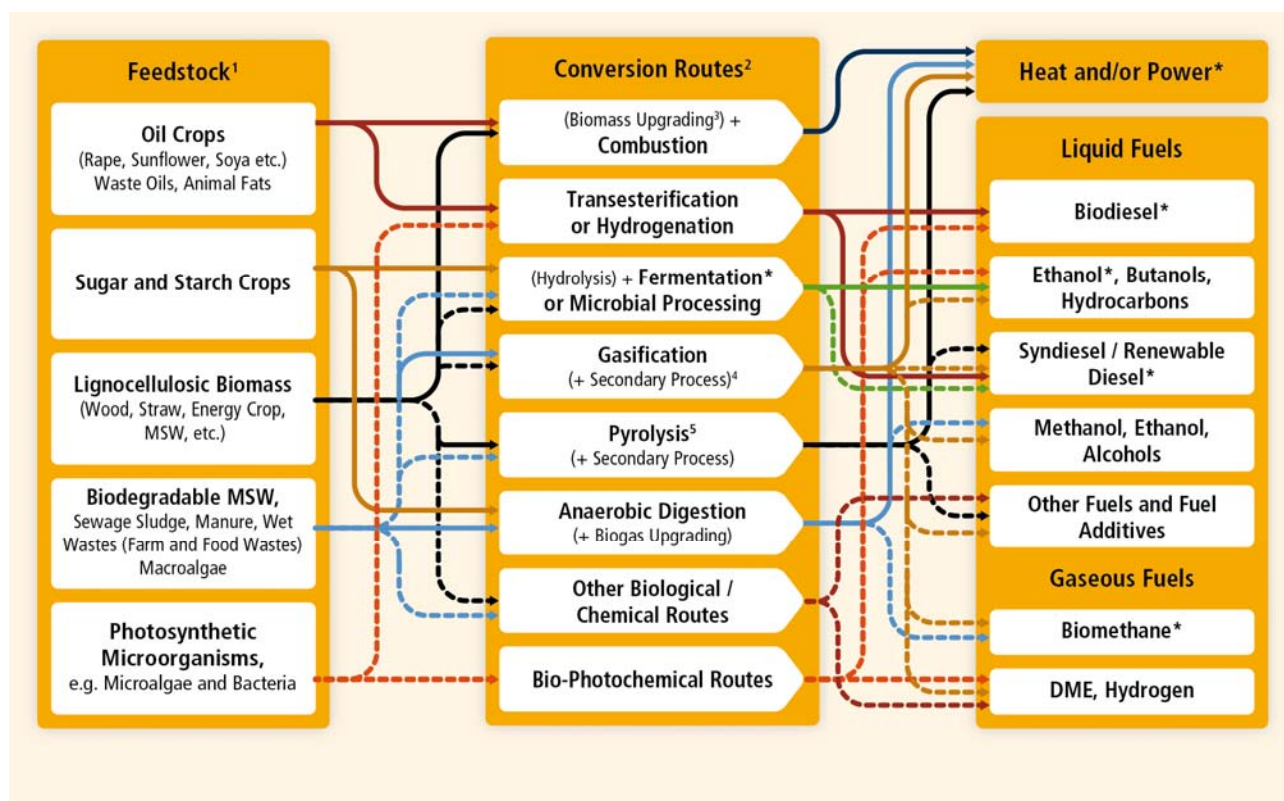 Feedstock¹
Oil Crops
(Rape, Sunflower, Soya etc.)
Waste Oils, Animal Fats
Sugar and Starch Crops
Lignocellulosic Biomass
(Wood, Straw, Energy Crop,
MSW, etc.)
Biodegradable MSW,
Sewage Sludge, Manure, Wet
Wastes (Farm and Food Wastes)
Macroalgae
Photosynthetic
Microorganisms,
e.g. Microalgae and Bacteria
Conversion Routes²
(Biomass Upgrading³) +
Combustion
Transesterification
or Hydrogenation
(Hydrolysis) + Fermentation*
or Microbial Processing
Gasification
(+ Secondary Process)⁴
Pyrolysis⁵
(+ Secondary Process)
Anaerobic Digestion
(+ Biogas Upgrading)
Other Biological /
Chemical Routes
Bio-Photochemical Routes
Heat and/or Power*
Liquid Fuels
Biodiesel*
Ethanol*, Butanols,
Hydrocarbons
Syndiesel / Renewable
Diesel*
Methanol, Ethanol,
Alcohols
Other Fuels and Fuel
Additives
Gaseous Fuels
Biomethane*
DME, Hydrogen